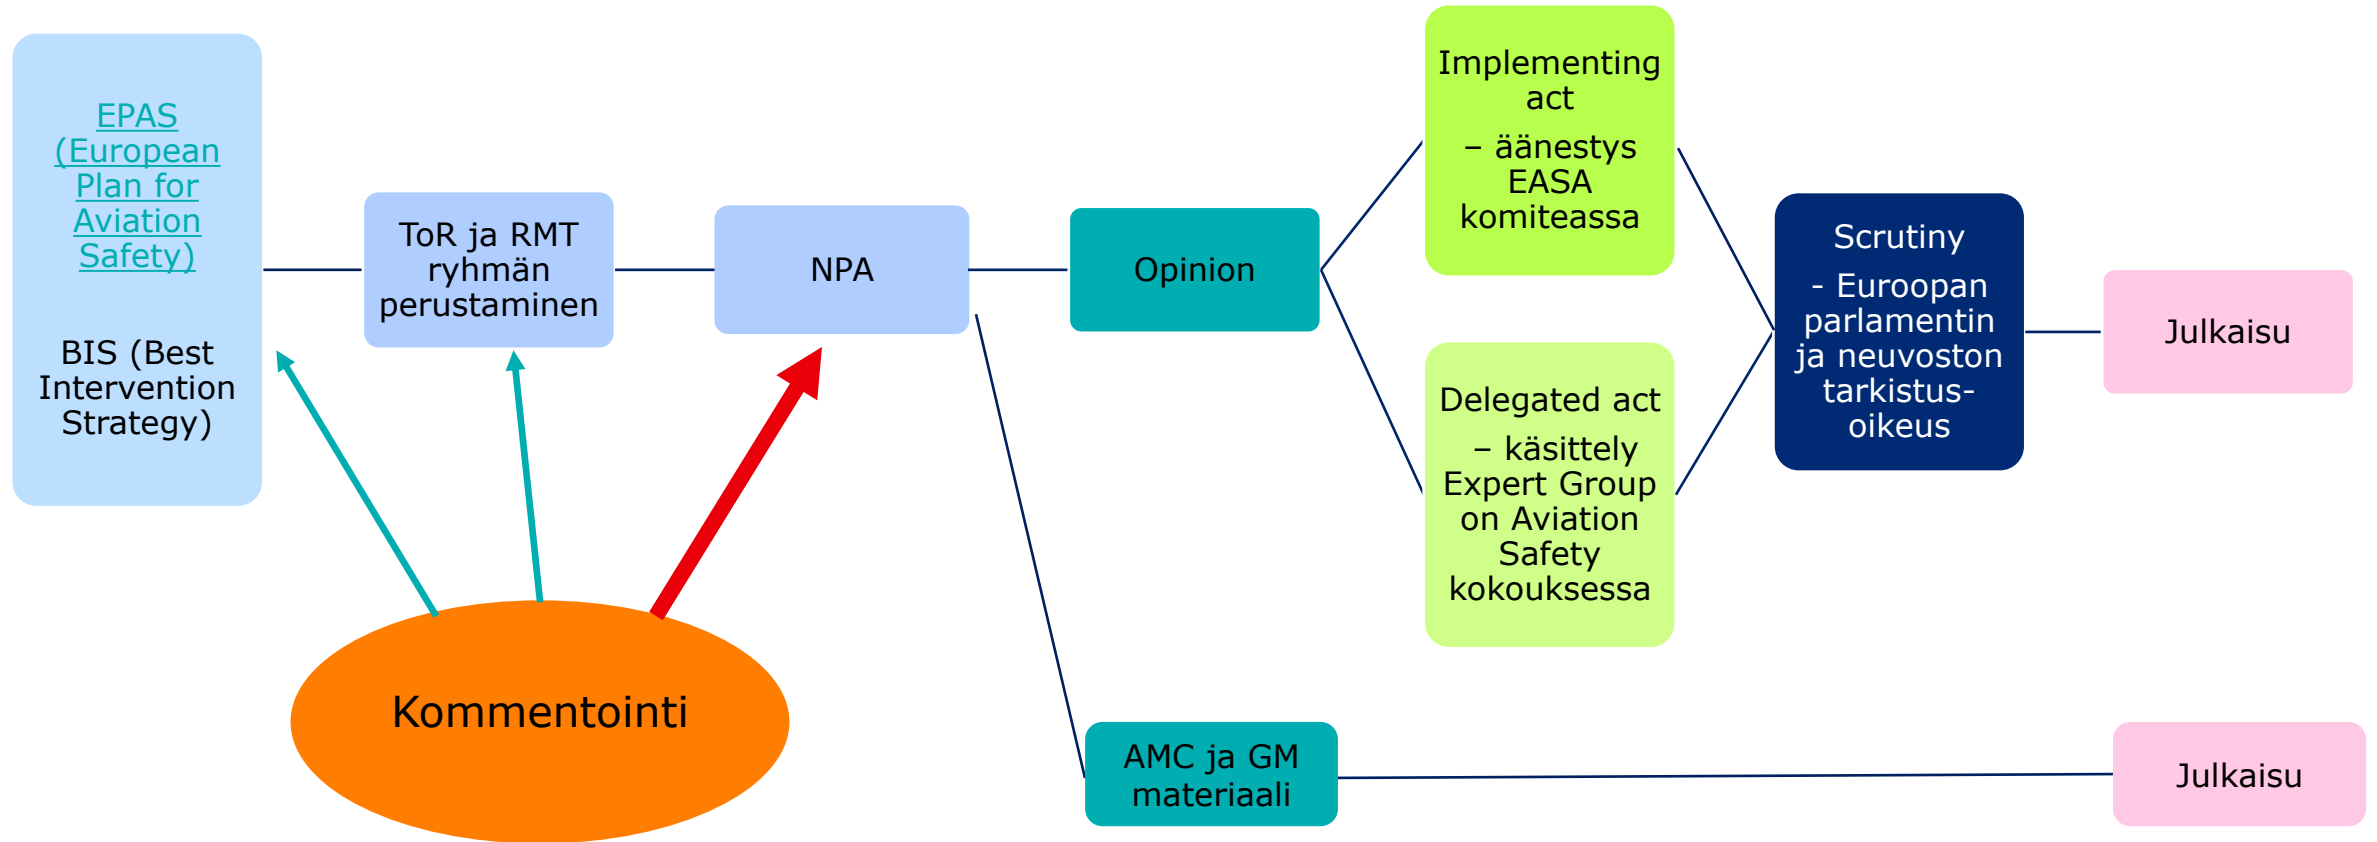 EPAS
(European
Plan for
Aviation
Safety)
BIS (Best
Intervention
Strategy)
ToR ja RMT
ryhmän
perustaminen
NPA
Opinion
Implementing
act
– äänestys
EASA
komiteassa
Delegated act
– käsittely
Expert Group
on Aviation
Safety
kokouksessa
Scrutiny
- Euroopan
parlamentin
ja neuvoston
tarkistus-
oikeus
Julkaisu
Kommentointi
AMC ja GM
materiaali
Julkaisu